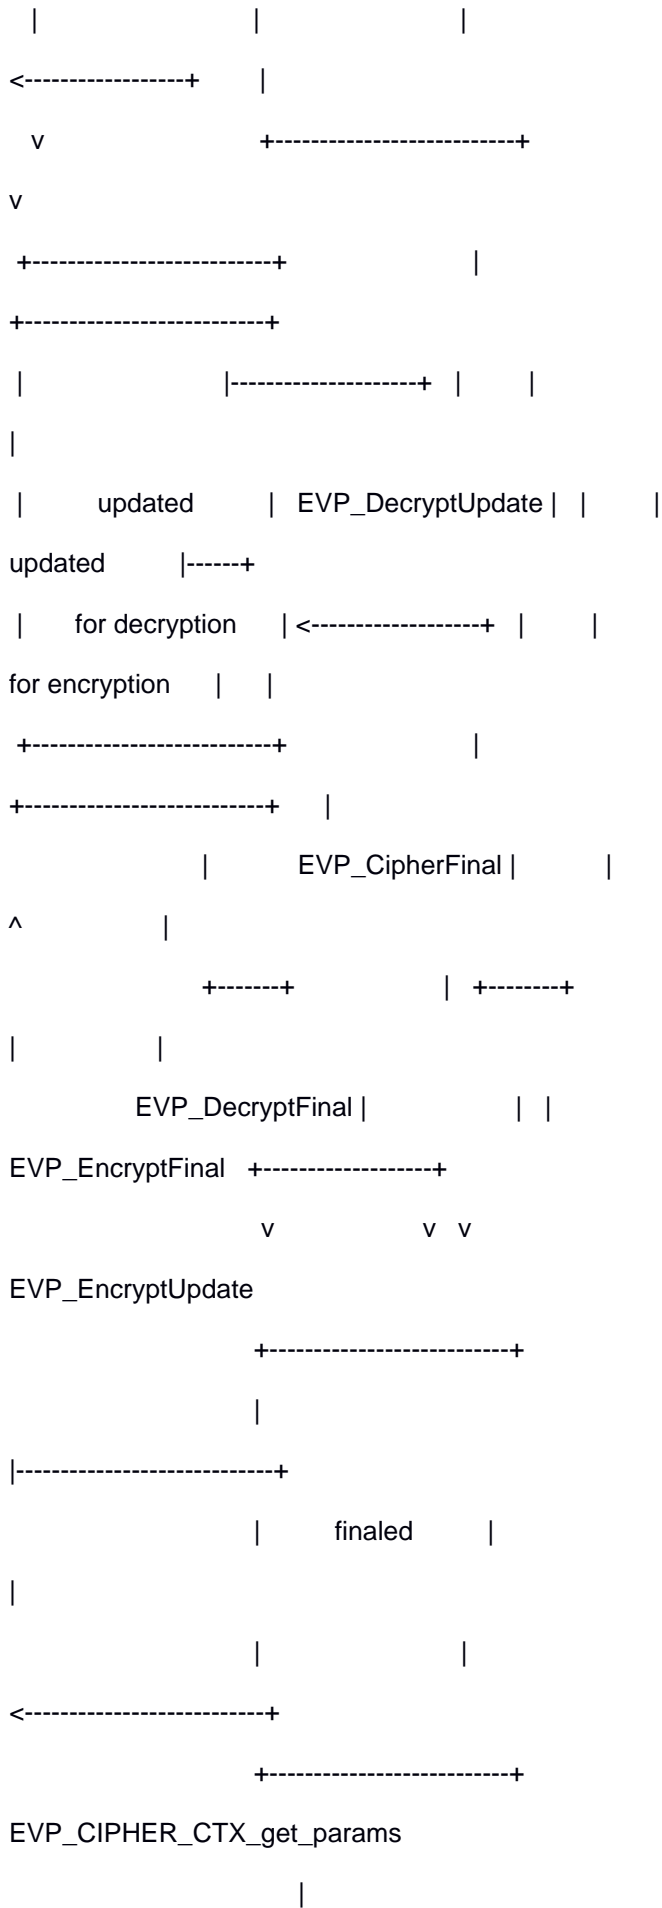 |                              |                           |
<------------------+        |
v                             +---------------------------+
v
+---------------------------+                         |
+----------------------------+
|                          |---------------------+   |         |
|
|          updated          |   EVP_DecryptUpdate |   |         |
updated          |------+
|       for decryption      | <-------------------+   |         |
for encryption      |      |
+---------------------------+                         |
+---------------------------+      |
|            EVP_CipherFinal |            |
^                   |
+-------+                    |   +--------+
|                   |
EVP_DecryptFinal |                    |   |
EVP_EncryptFinal   +-------------------+
v                    v   v
EVP_EncryptUpdate
+---------------------------+
|
|-----------------------------+
|          finaled          |
|
|                           |
<---------------------------+
+---------------------------+
EVP_CIPHER_CTX_get_params
|